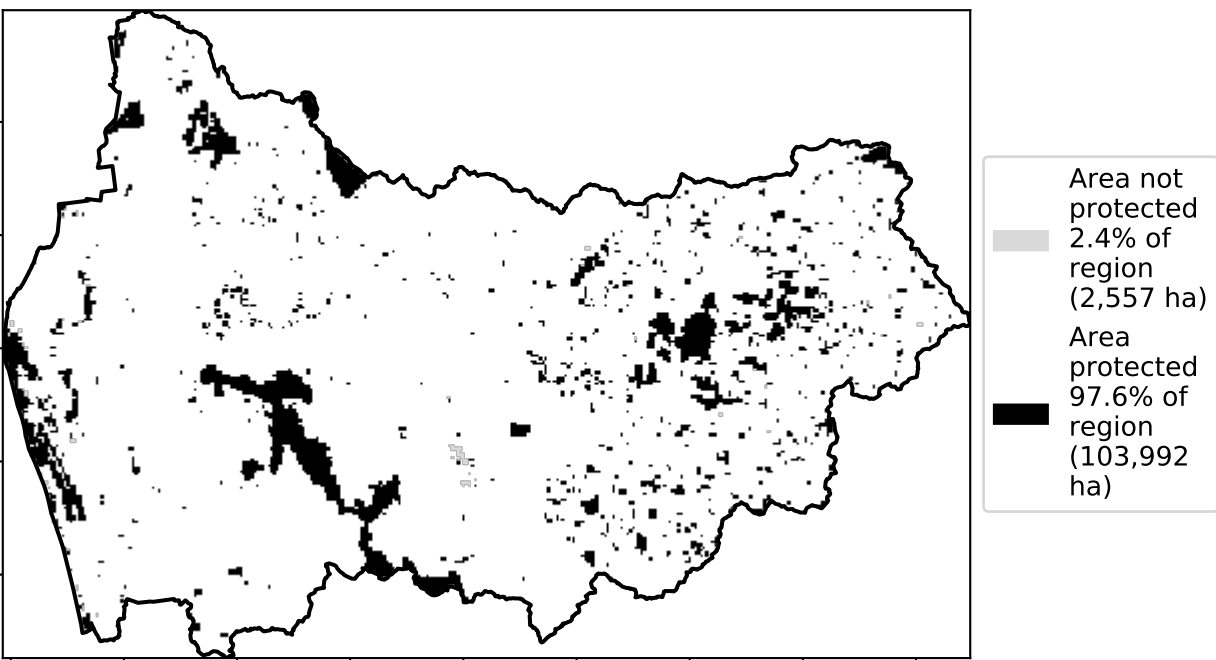 Area not
protected
2.4% of
region
(2,557 ha)
Area
protected
97.6% of
region
(103,992
ha)